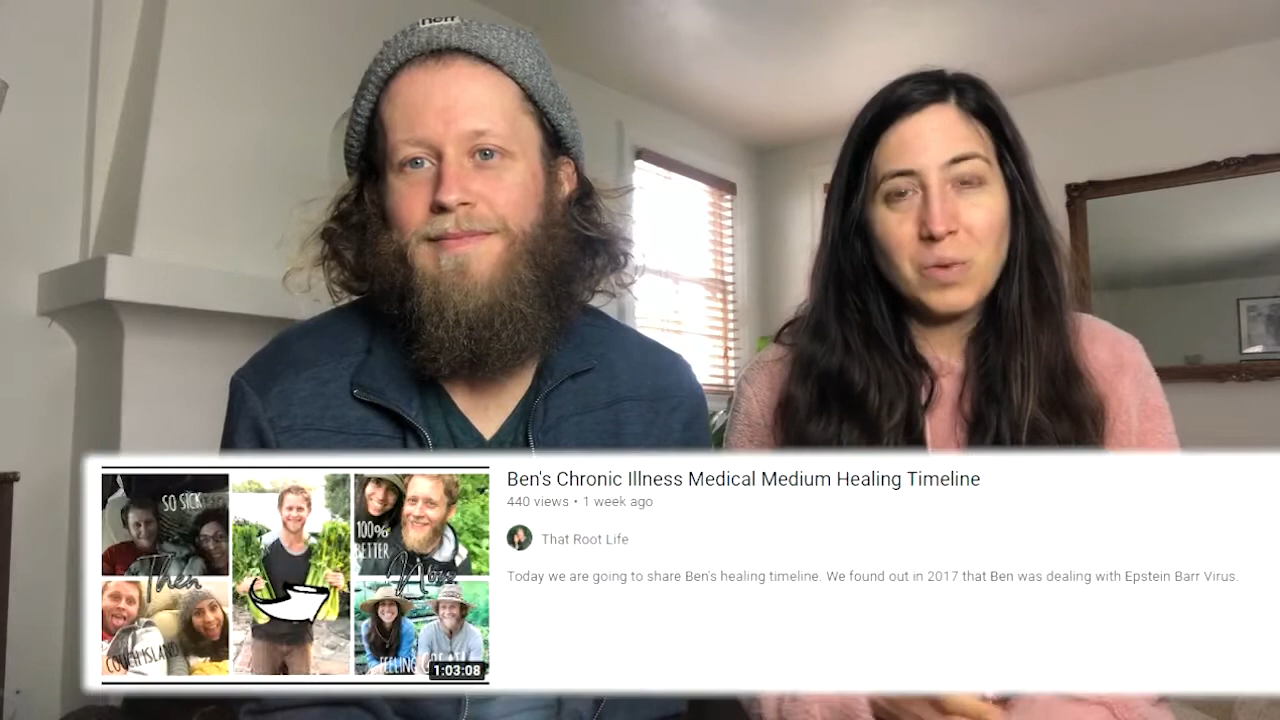 neff
Ben's Chronic Illness Medical Medium Healing Timeline
440 views • 1 week ago
That Root Life
Today we are going to share Ben's healing timeline. We found out in 2017 that Ben was dealing with Epstein Barr Virus.
SO SICK
Then
COUCH ISLAND
100%
BETTER
Now
FEELING GREAT
1:03:08